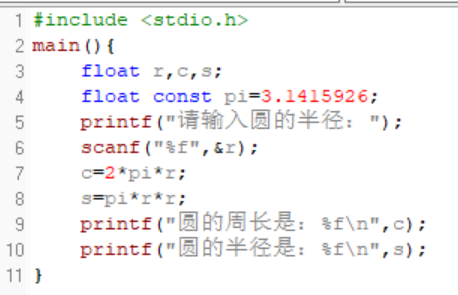 1 #include <stdio.h>
2 main(){
3     float r,c,s;
4     float const pi=3.1415926;
5     printf("请输入圆的半径: ");
6     scanf("%f",&r);
7     c=2*pi*r;
8     s=pi*r*r;
9     printf("圆的周长是: %f\n",c);
10     printf("圆的半径是: %f\n",s);
11 }